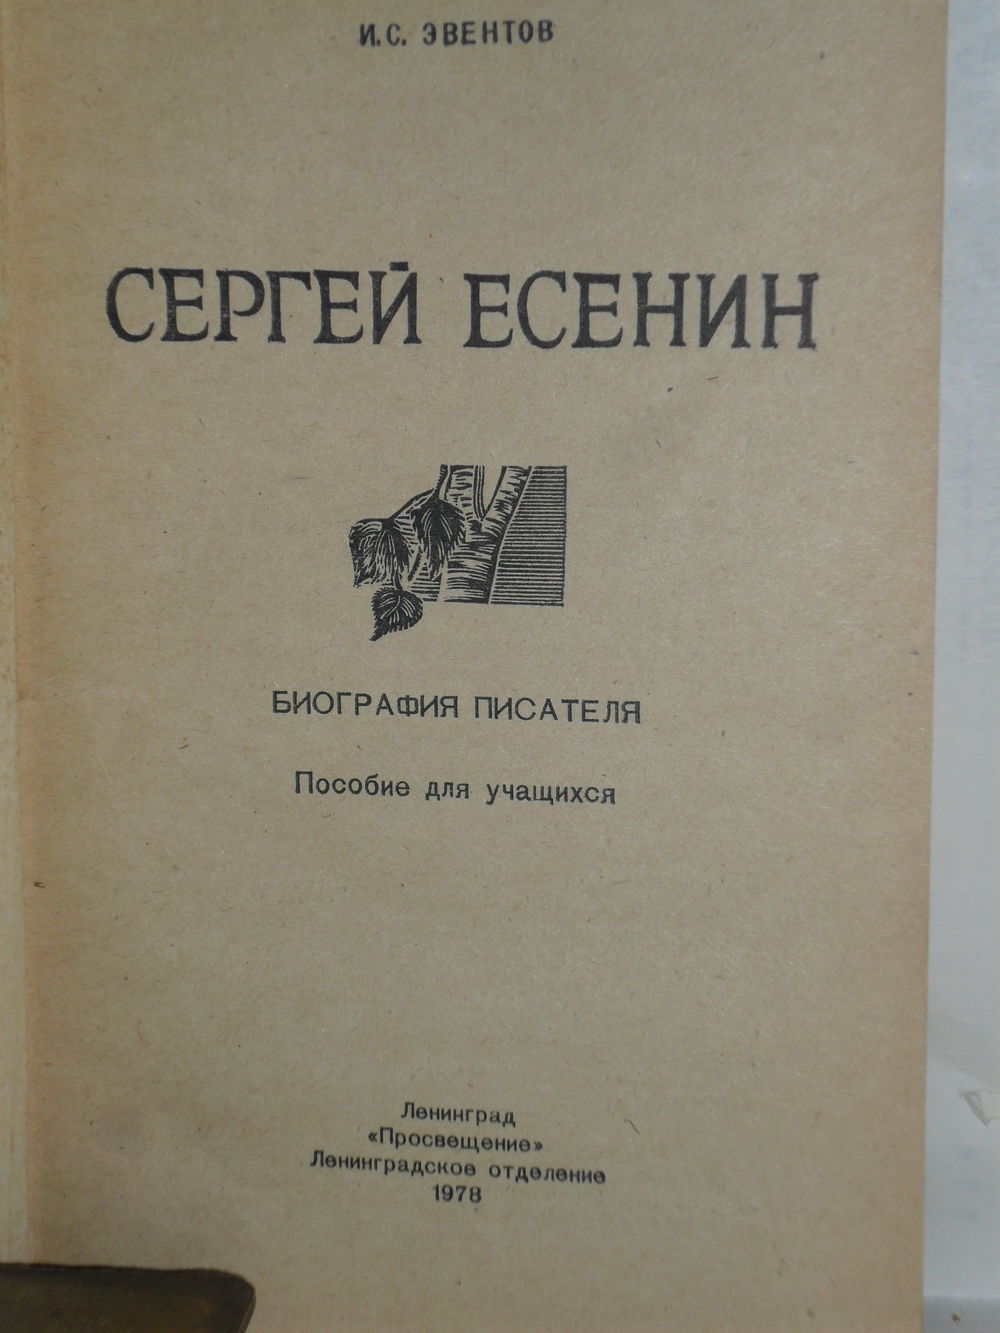 И.С. ЭВЕНТОВ
СЕРГЕЙ ЕСЕНИН
БИОГРАФИЯ ПИСАТЕЛЯ
Пособие для учащихся
Ленинград
«Просвещение»
Ленинградское отделение
1978